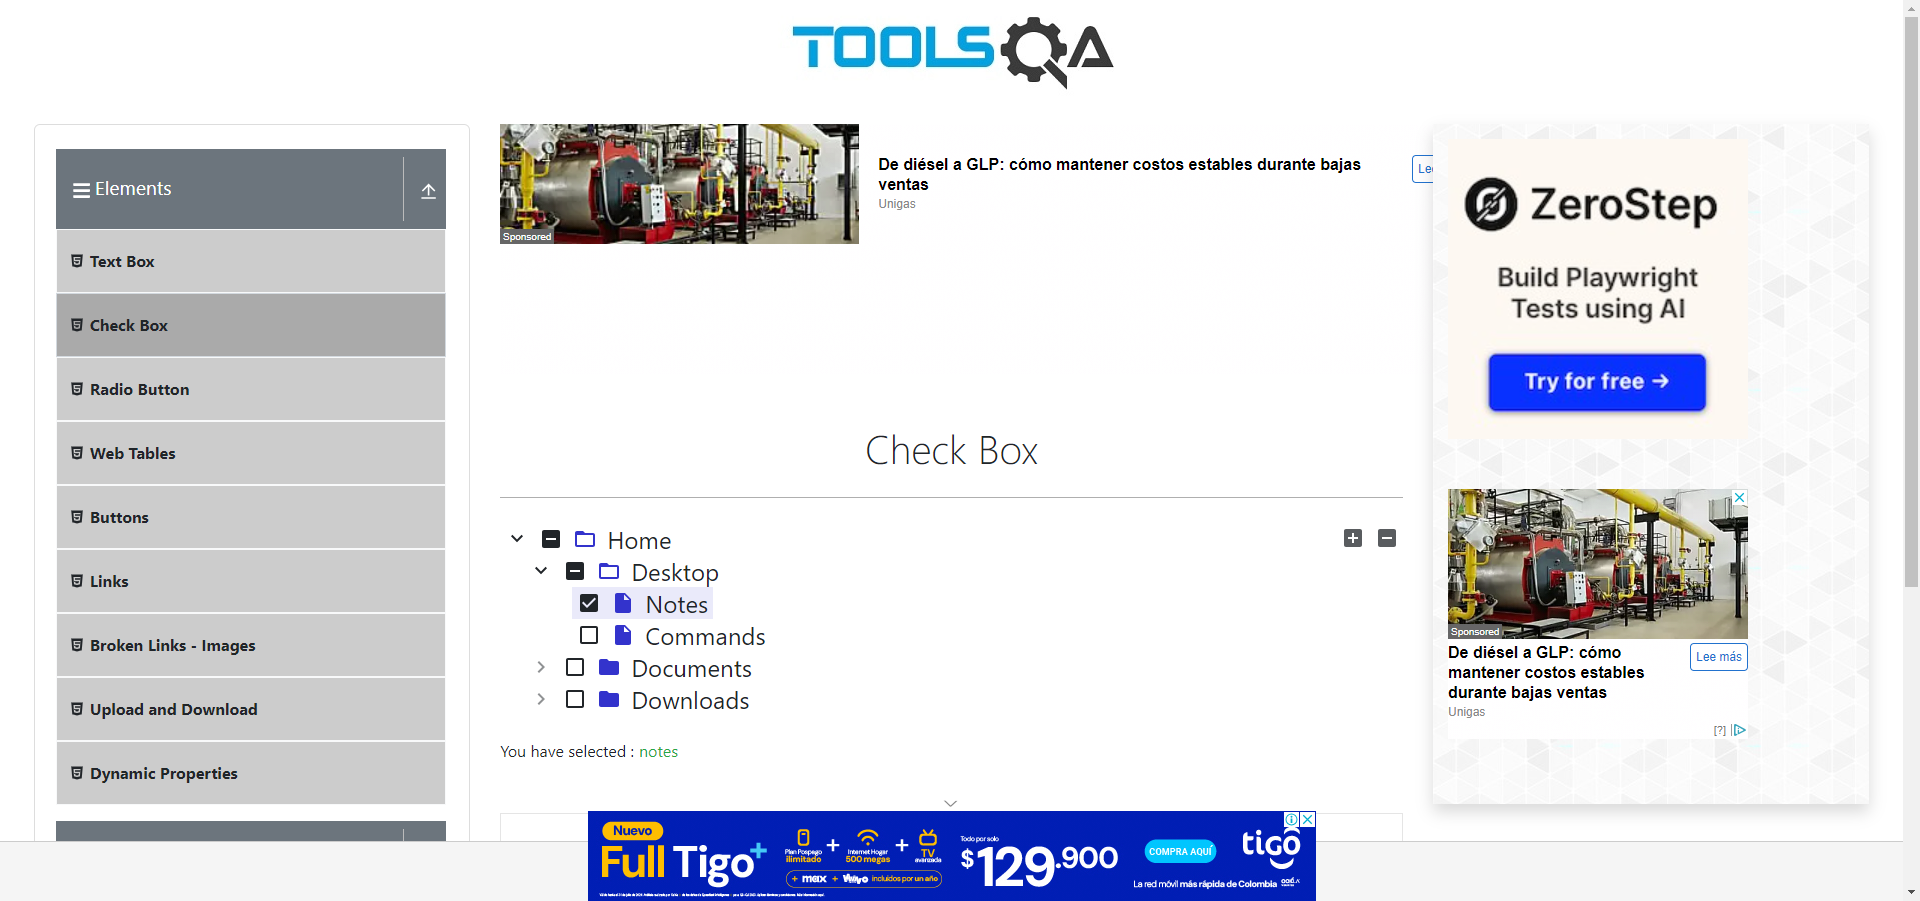 TOOLSQA
Elements
Text Box
Check Box
Radio Button
Web Tables
Buttons
Links
Broken Links - Images
Upload and Download
Dynamic Properties
Sponsored
De diésel a GLP: cómo mantener costos estables durante bajas
ventas
Unigas
Check Box
Home
Desktop
Notes
Commands
Documents
Downloads
You have selected : notes
ZeroStep
Build Playwright
Tests using AI
Try for free →
Sponsored
De diésel a GLP: cómo
mantener costos estables
durante bajas ventas
Lee más
Unigas
[?]
Nuevo
Full Tigo+
Plan Pospago
ilimitado
+
Internet Hogar
500 megas
+
TV
avanzada
+ max + incluidos por un año
Todo por solo
$129.900
COMPRA AQUÍ
tigo
La red móvil más rápida de Colombia